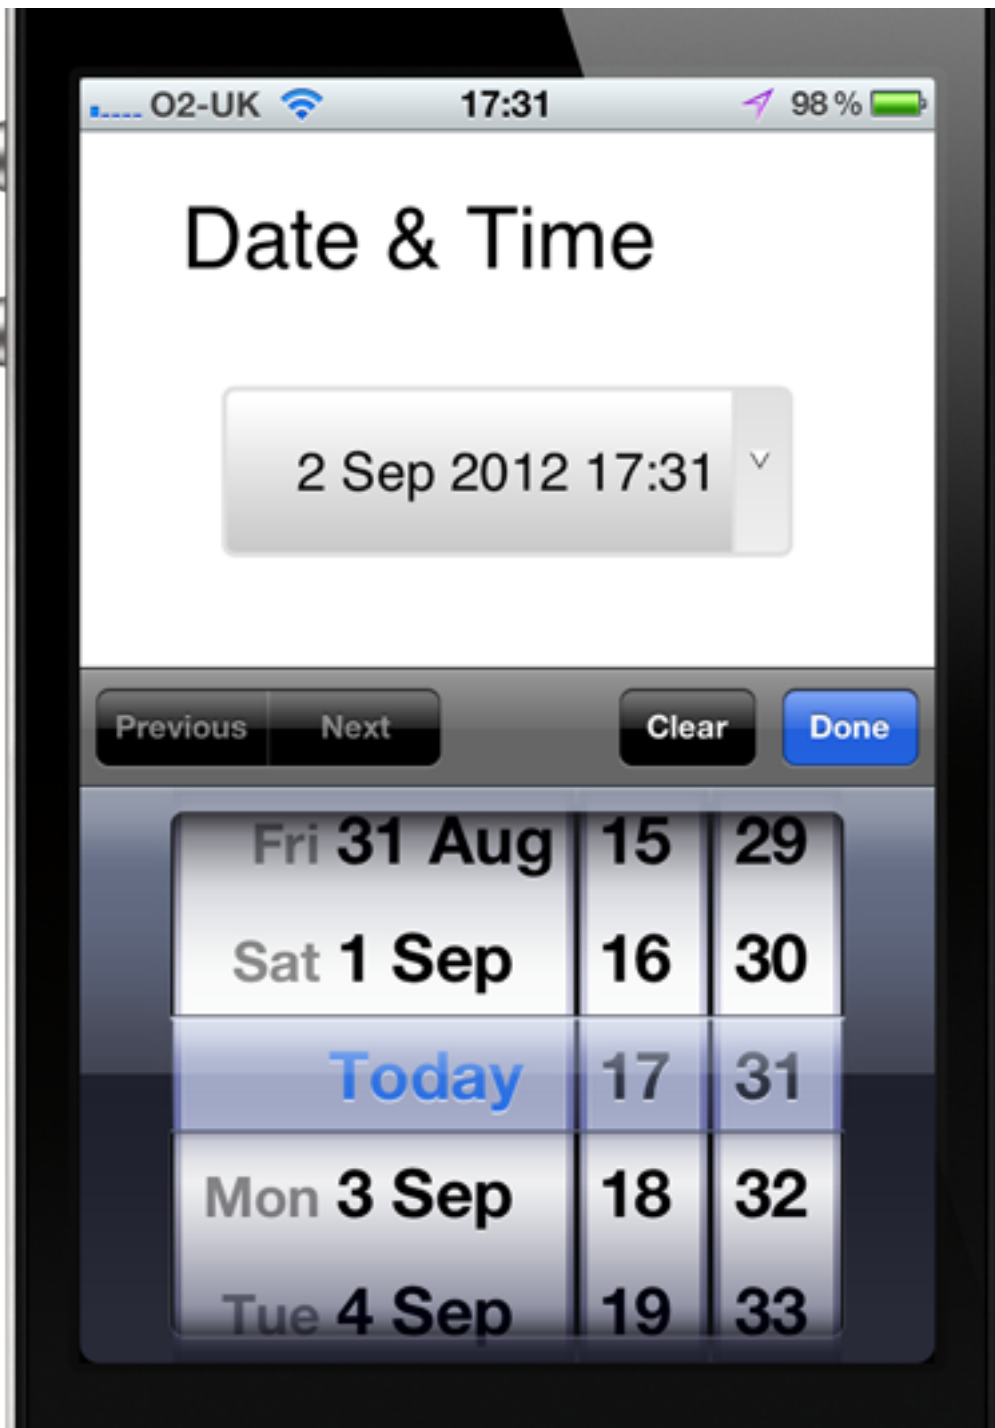 O2-UK 17:31 98 %
Date & Time
2 Sep 2012 17:31
Previous Next Clear Done
Fri 31 Aug 15 29
Sat 1 Sep 16 30
Today 17 31
Mon 3 Sep 18 32
Tue 4 Sep 19 33